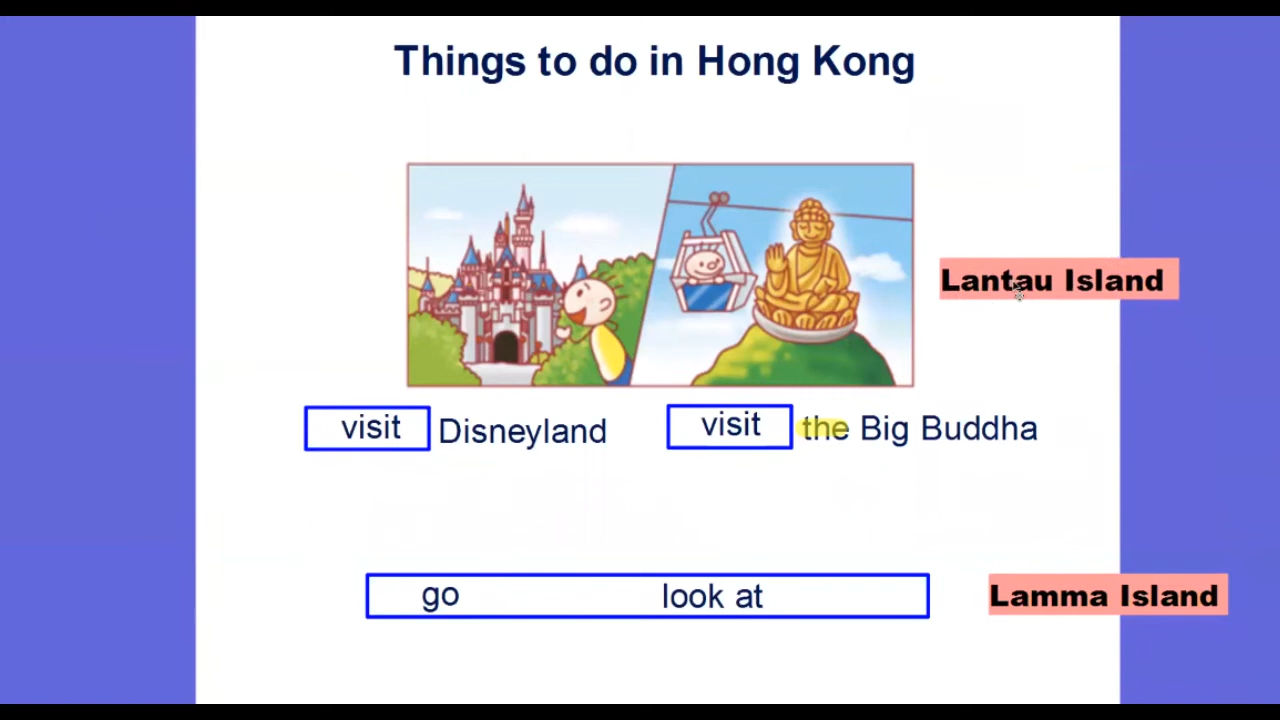 Things to do in Hong Kong
Lantau Island
visit Disneyland
visit the Big Buddha
go look at
Lamma Island